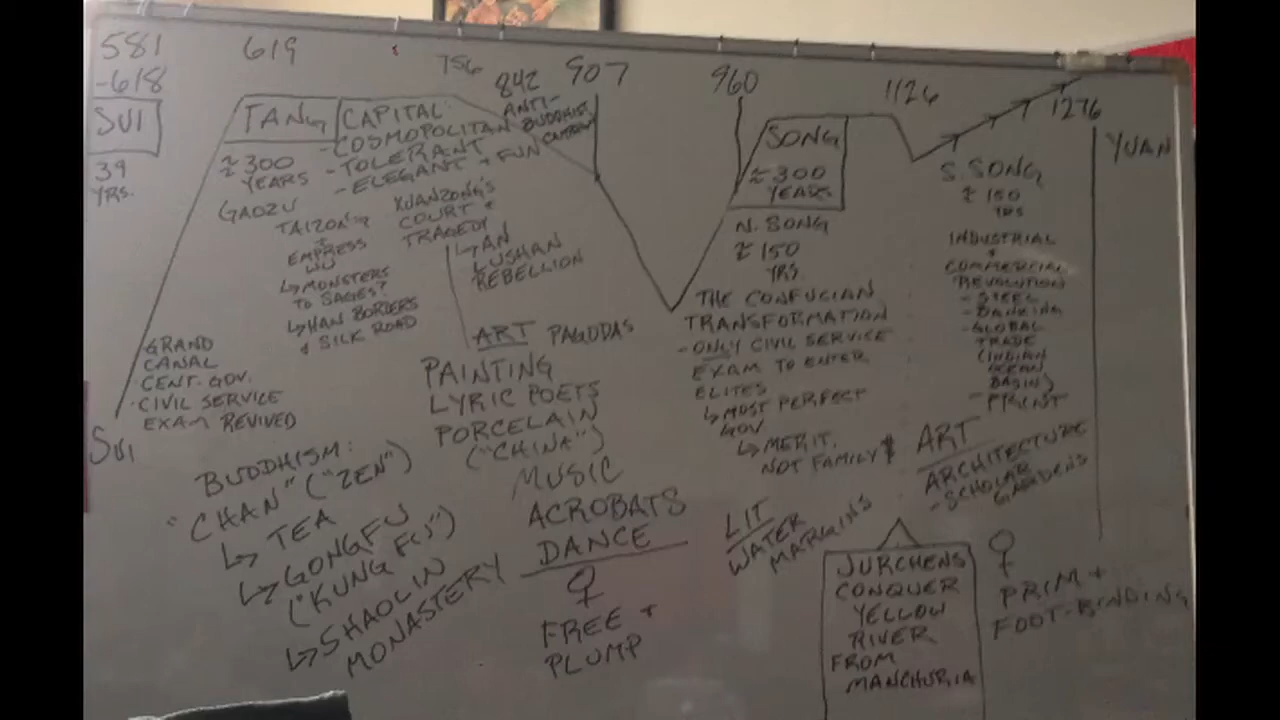 581
-618
SUI
39
YRS.
619
756
842
907
960
1126
1276
TANG
≈300
YEARS
GAOZU
TAIZONG
+
EMPRESS
WU
↳MONSTERS
TO SAGES?
↳HAN BORDERS
+ SILK ROAD
CAPITAL
-COSMOPOLITAN
-TOLERANT
-ELEGANT + FUN
ANTI-
BUDDHIST
XUANZONG'S
COURT +
TRAGEDY
↳AN
LUSHAN
REBELLION
GRAND
CANAL
CENT. GOV.
CIVIL SERVICE
EXAM REVIVED
SUI
BUDDHISM:
"CHAN" ("ZEN")
↳ TEA
↳ GONGFU
("KUNG FU")
↳SHAOLIN
MONASTERY
ART PAGODAS
PAINTING
LYRIC POETS
PORCELAIN
("CHINA")
MUSIC
ACROBATS
DANCE
♀
FREE +
PLUMP
SONG
≈300
YEARS
N. SONG
≈150
YRS.
THE CONFUCIAN
TRANSFORMATION
-ONLY CIVIL SERVICE
EXAM TO ENTER
ELITES
↳MOST PERFECT
GOV
↳MERIT,
NOT FAMILY $
LIT
WATER
MARGINS
JURCHENS
CONQUER
YELLOW
RIVER
FROM
MANCHURIA
S. SONG
≈150
YRS
INDUSTRIAL
+
COMMERCIAL
REVOLUTION
-STEEL
-BANKING
-GLOBAL
TRADE
(INDIAN
OCEAN
BASIN)
-PRINT
ART
ARCHITECTURE
-SCHOLAR
GARDENS
♀
PRIM +
FOOT-BINDING
YUAN